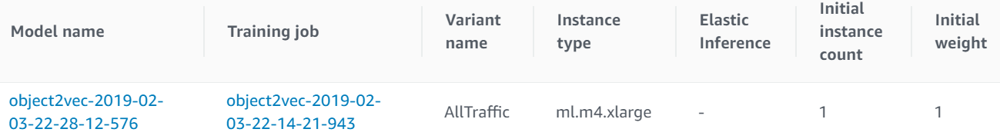 Model name
Training job
Variant
name
Instance
type
Elastic
Inference
Initial
instance
count
Initial
weight
object2vec-2019-02-
03-22-28-12-576
object2vec-2019-02-
03-22-14-21-943
AllTraffic
ml.m4.xlarge
-
1
1